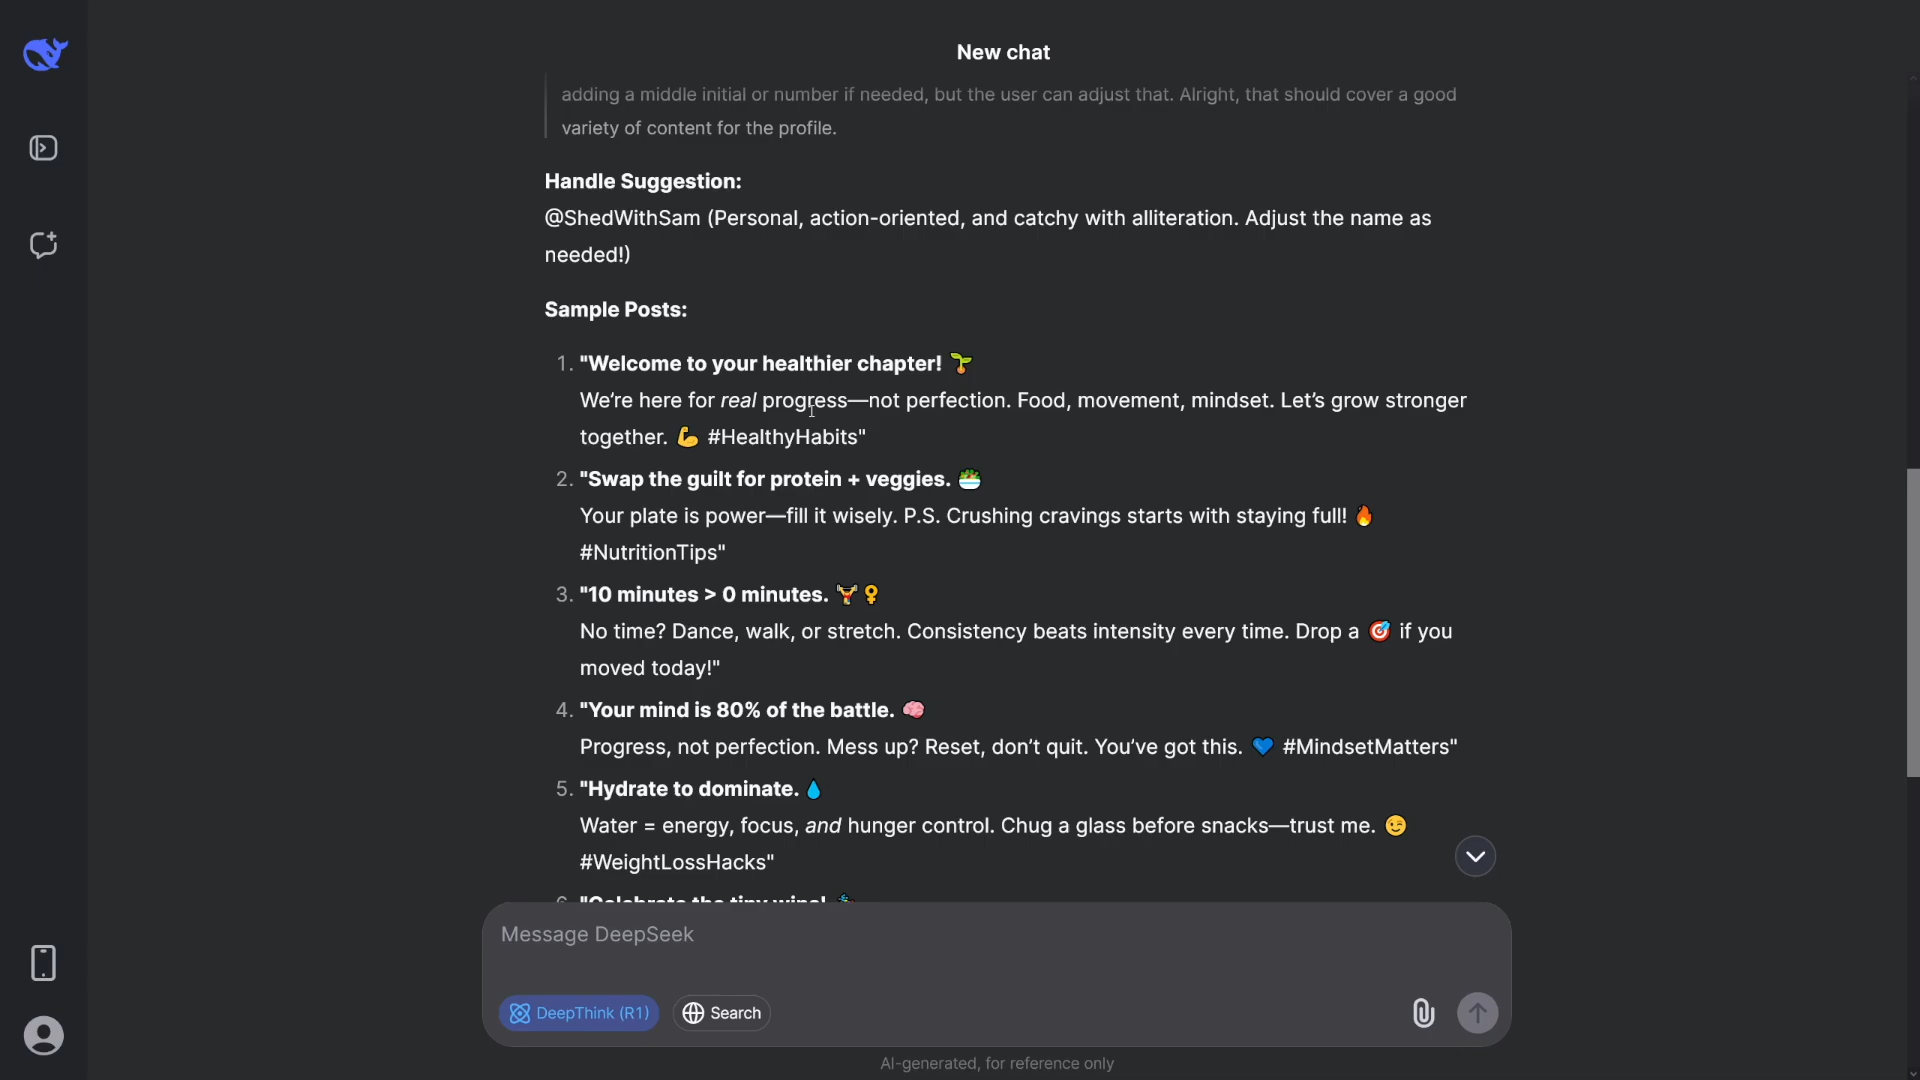 New chat
adding a middle initial or number if needed, but the user can adjust that. Alright, that should cover a good
variety of content for the profile.
Handle Suggestion:
@ShedWithSam (Personal, action-oriented, and catchy with alliteration. Adjust the name as
needed!)
Sample Posts:
1. "Welcome to your healthier chapter! 🌱
We're here for real progress—not perfection. Food, movement, mindset. Let's grow stronger
together. 💪 #HealthyHabits"
2. "Swap the guilt for protein + veggies. 🥗
Your plate is power—fill it wisely. P.S. Crushing cravings starts with staying full! 🔥
#NutritionTips"
3. "10 minutes > 0 minutes. 🏋♀
No time? Dance, walk, or stretch. Consistency beats intensity every time. Drop a 🎯 if you
moved today!"
4. "Your mind is 80% of the battle. 🧠
Progress, not perfection. Mess up? Reset, don't quit. You've got this. 💙 #MindsetMatters"
5. "Hydrate to dominate. 💧
Water = energy, focus, and hunger control. Chug a glass before snacks—trust me. 😉
#WeightLossHacks"
6. "Celebrate the tiny wins!
Message DeepSeek
DeepThink (R1)
Search
AI-generated, for reference only